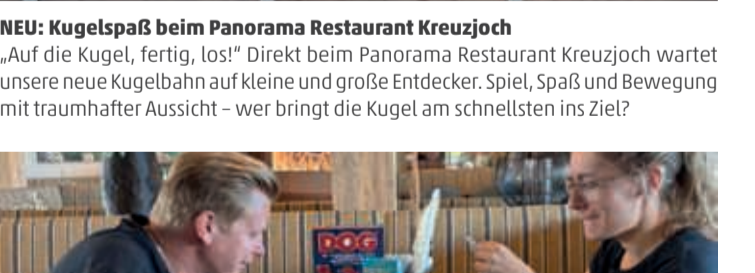 NEU: Kugelspaß beim Panorama Restaurant Kreuzjoch
„Auf die Kugel, fertig, los!“ Direkt beim Panorama Restaurant Kreuzjoch wartet
unsere neue Kugelbahn auf kleine und große Entdecker. Spiel, Spaß und Bewegung
mit traumhafter Aussicht – wer bringt die Kugel am schnellsten ins Ziel?
DOG